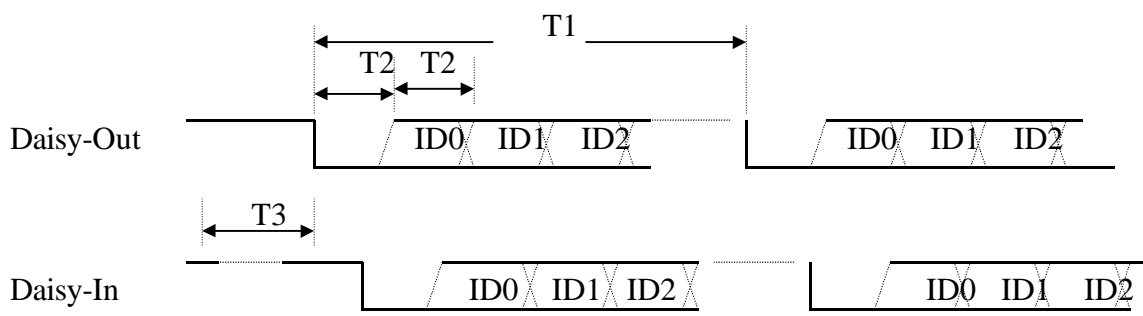 T1
T2 T2
Daisy-Out ID0 ID1 ID2 ID0 ID1 ID2
T3
Daisy-In ID0 ID1 ID2 ID0 ID1 ID2